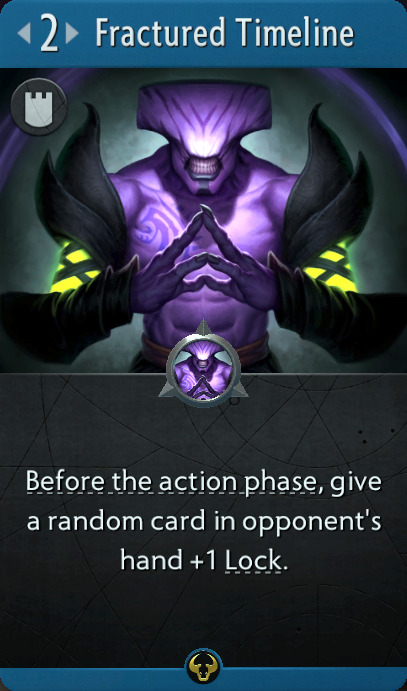 2 Fractured Timeline
Before the action phase, give
a random card in opponent's
hand +1 Lock.